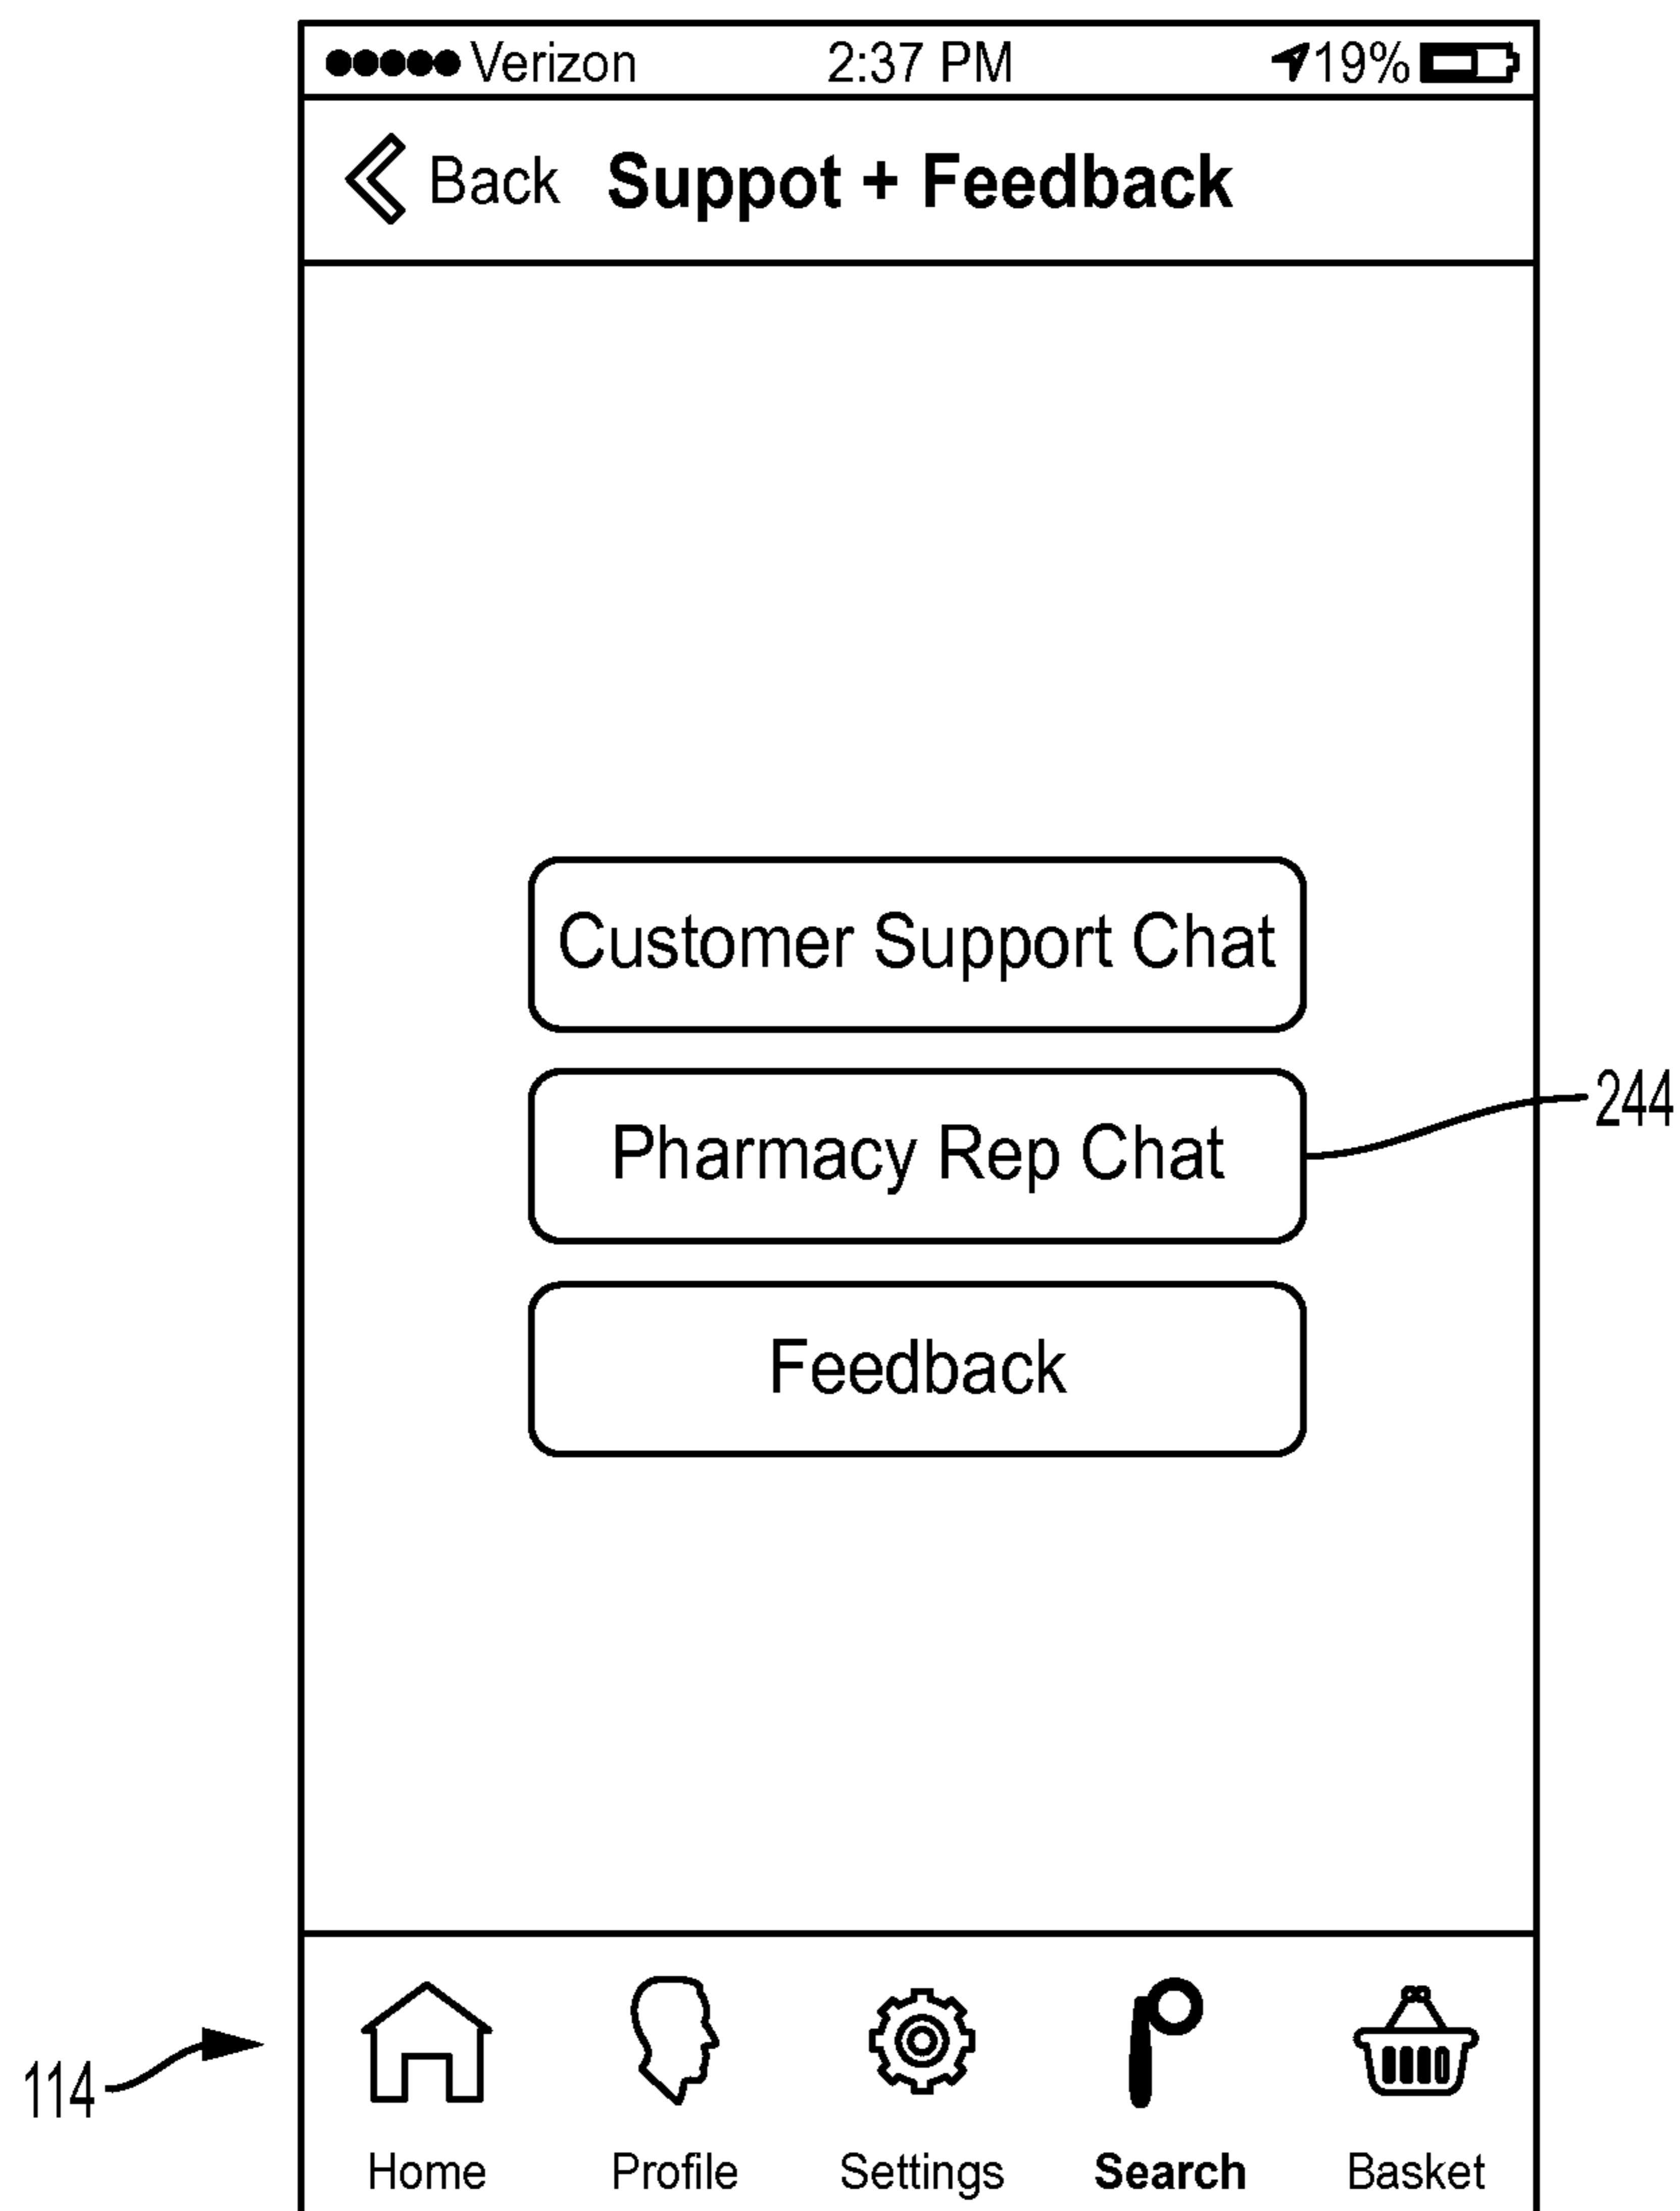 Verizon 2:37 PM 19%
Back Suppot + Feedback
Customer Support Chat
Pharmacy Rep Chat
244
Feedback
114
Home Profile Settings Search Basket